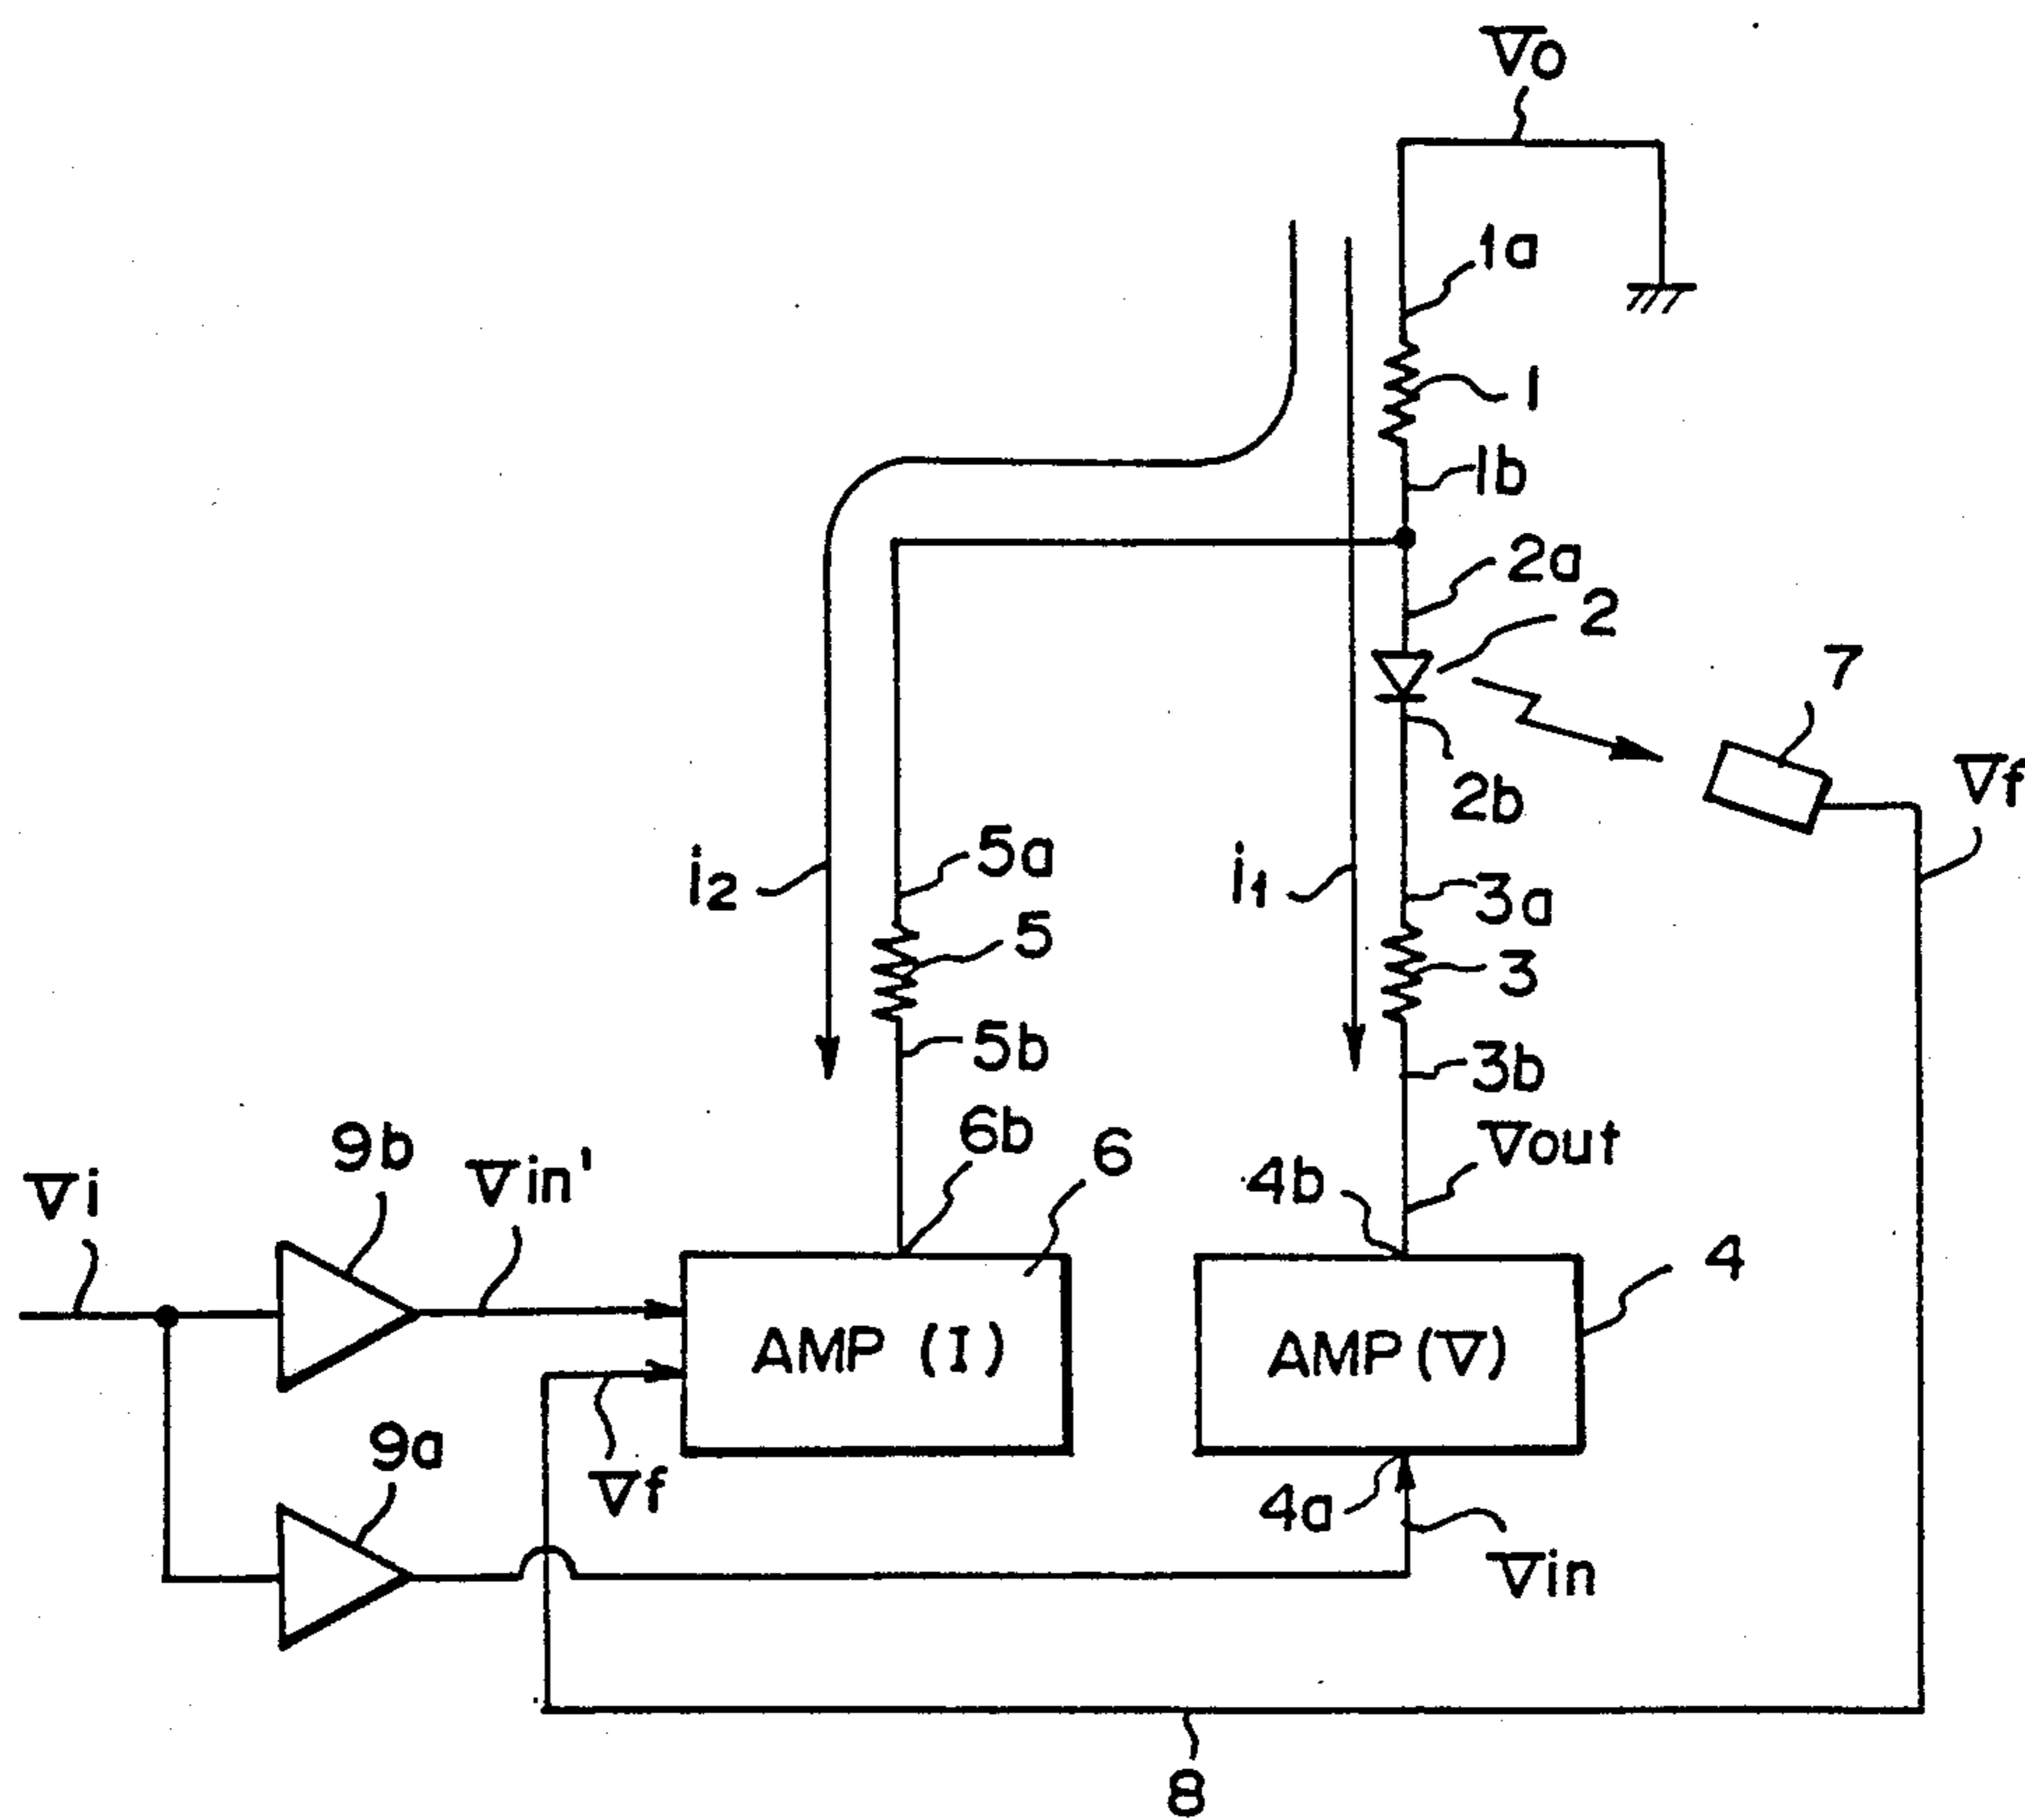 Vo
1a
1
1b
2a
2
7
2b
Vf
i2
5a
i1
3a
5
3
5b
3b
9b
Vin'
6b
6
Vout
4b
Vi
4
AMP (I)
AMP (V)
9a
Vf
4a
Vin
8